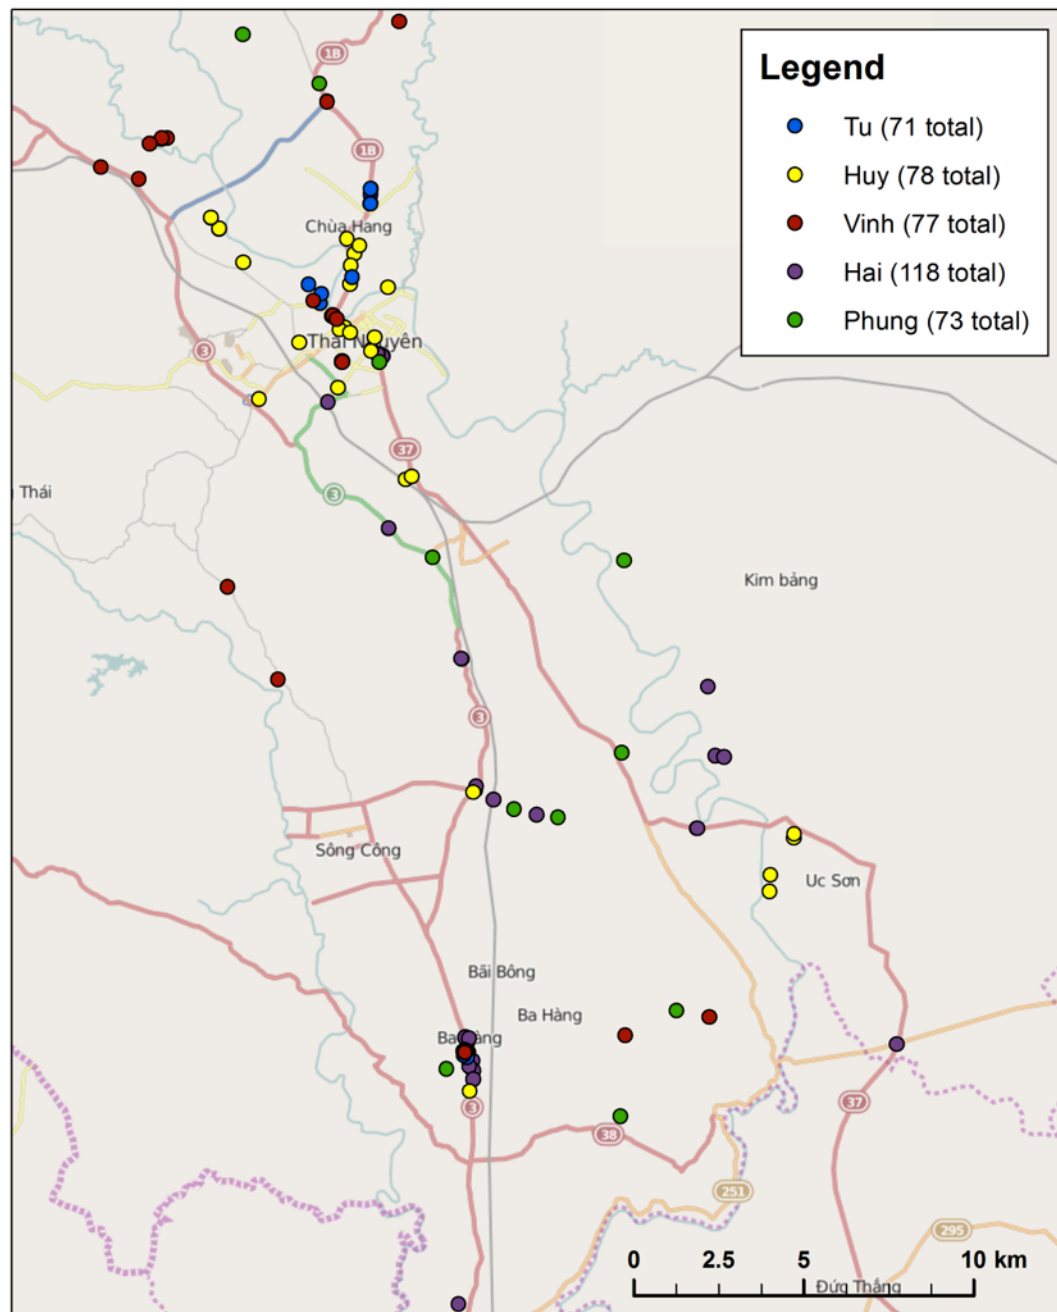 1B
Legend
Tu (71 total)
1B
Huy (78 total)
Chùa Hang
Vinh (77 total)
Hai (118 total)
Phung (73 total)
Thái Nguyên
3
37
Thái
3
Kim bảng
3
Sông Công
Uc Sơn
Bãi Bông
Ba Hàng
Ba Hàng
3
37
38
251
295
0 2.5 5 10 km
Đức Thắng